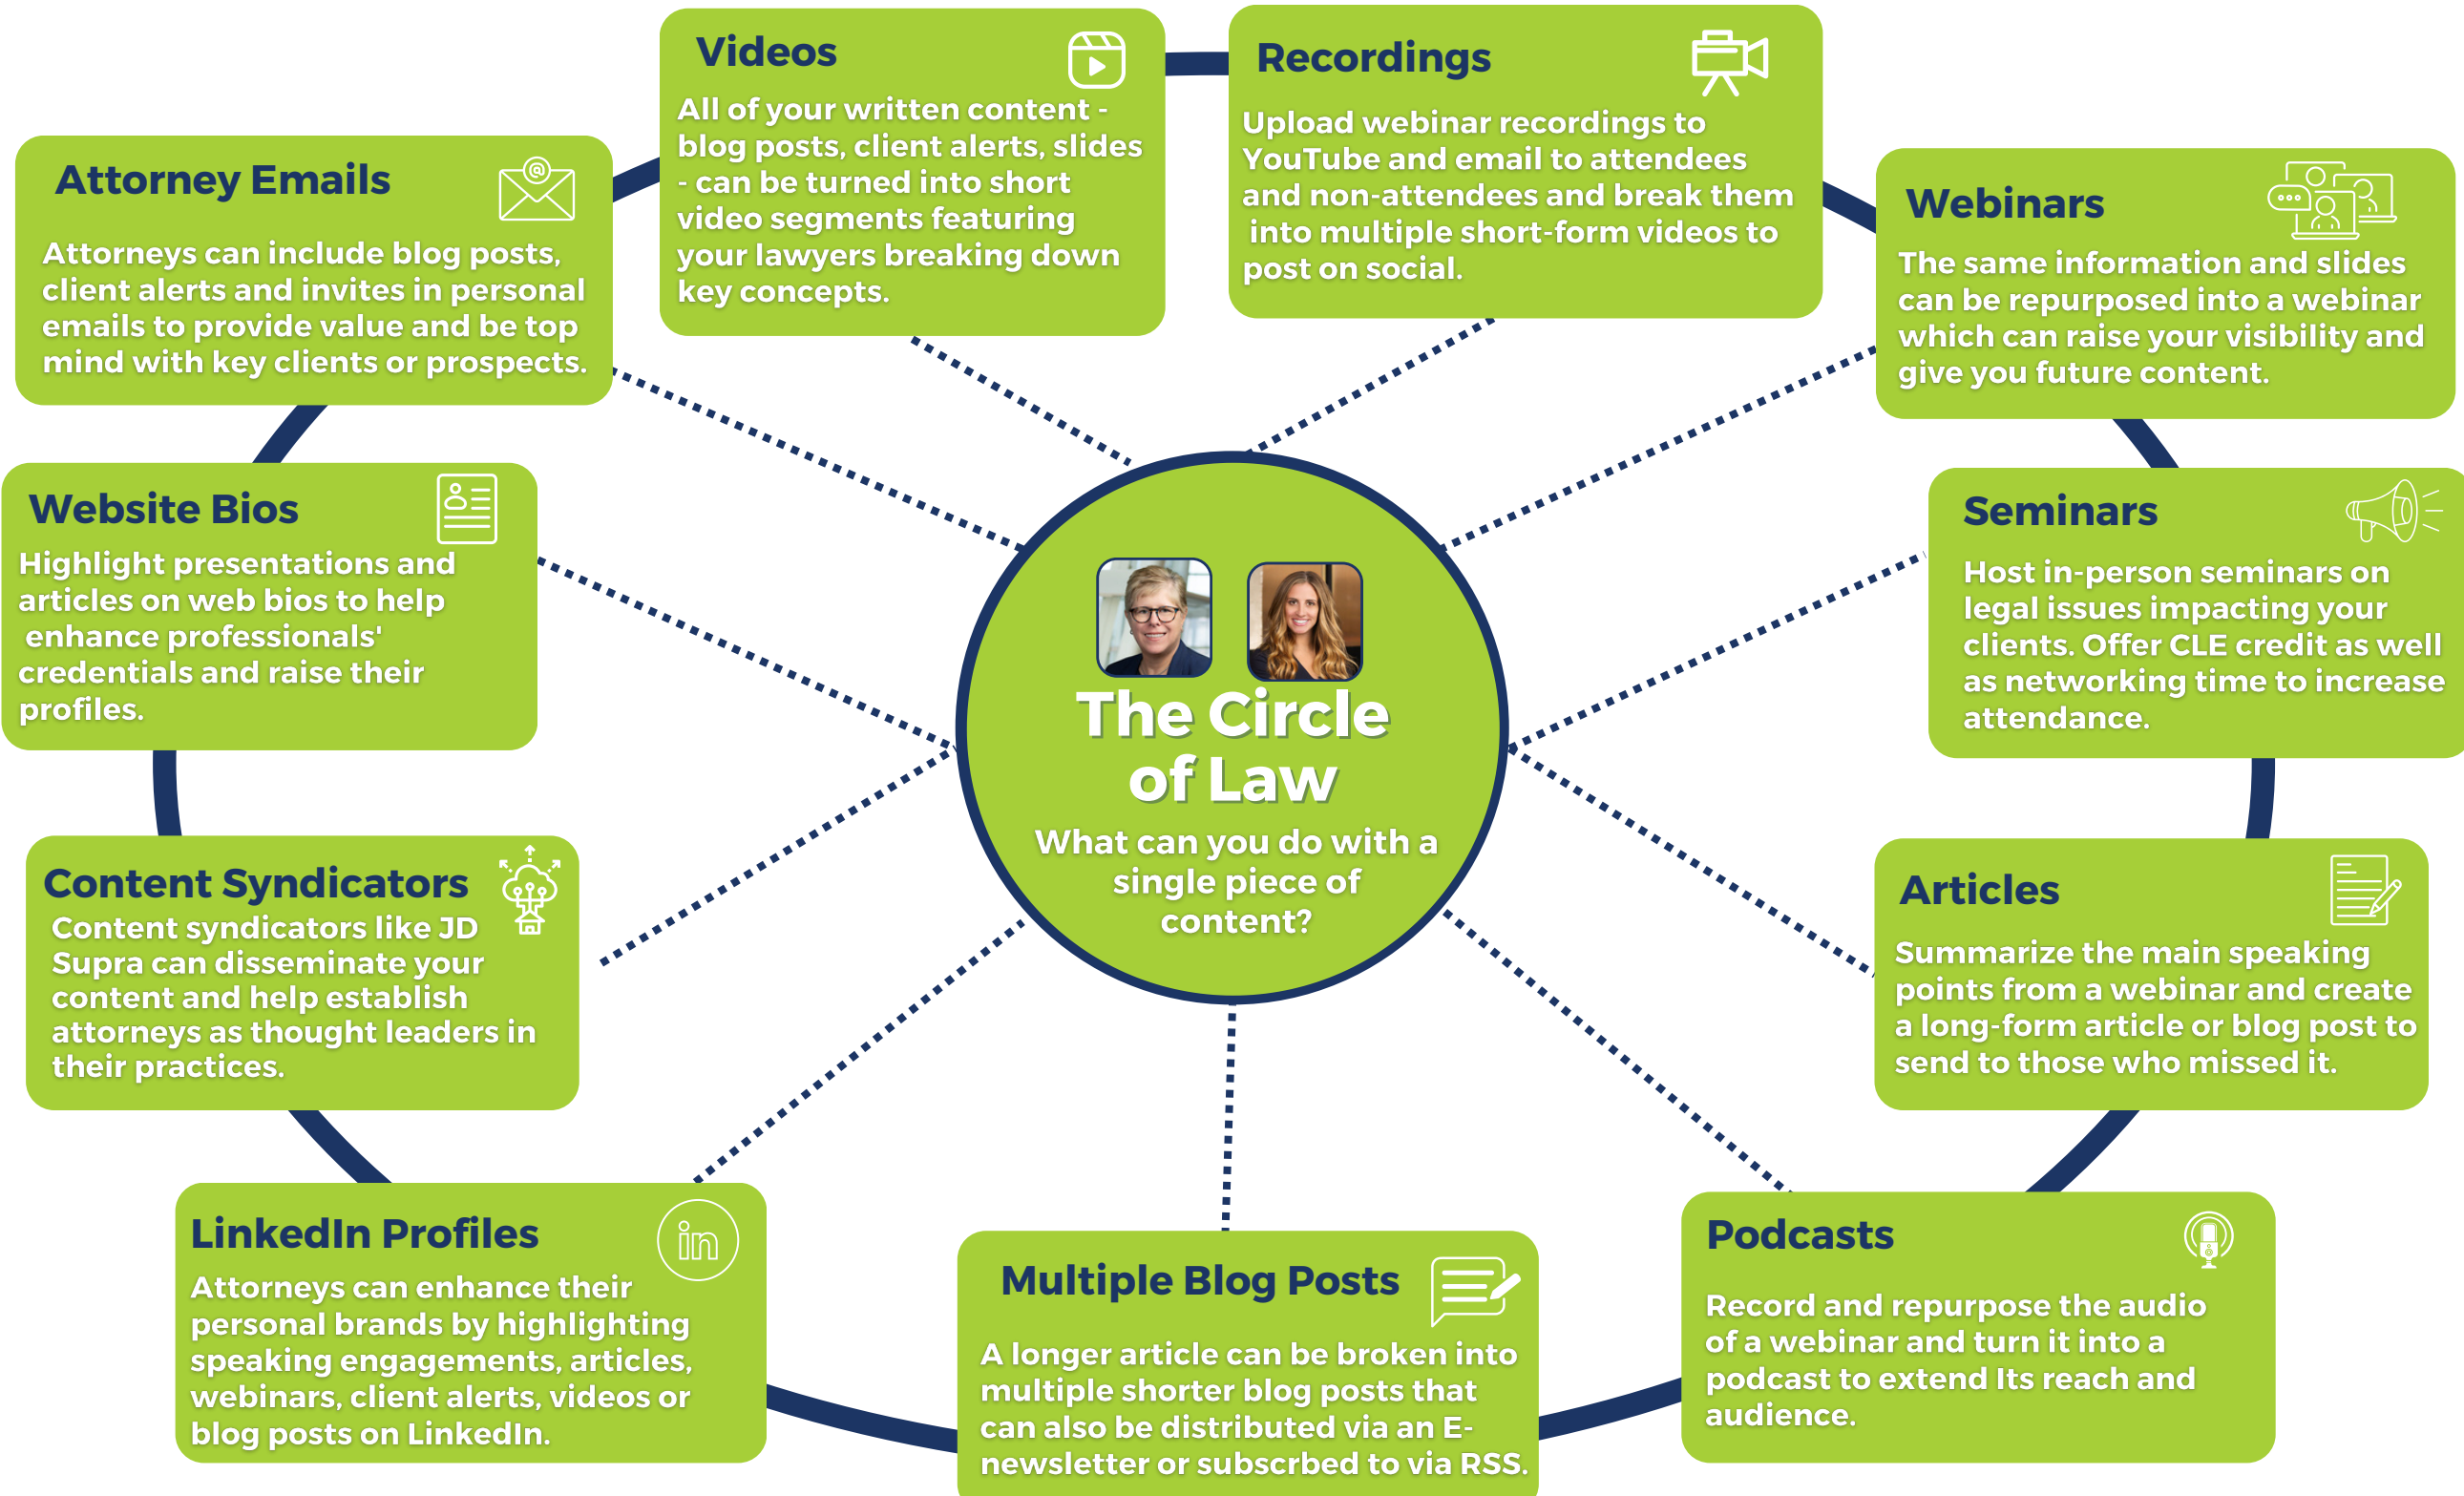 Videos
All of your written content -
blog posts, client alerts, slides
- can be turned into short
video segments featuring
your lawyers breaking down
key concepts.
Recordings
Upload webinar recordings to
YouTube and email to attendees
and non-attendees and break them
into multiple short-form videos to
post on social.
Attorney Emails
@
Attorneys can include blog posts,
client alerts and invites in personal
emails to provide value and be top
mind with key clients or prospects.
Webinars
The same information and slides
can be repurposed into a webinar
which can raise your visibility and
give you future content.
Website Bios
Highlight presentations and
articles on web bios to help
enhance professionals'
credentials and raise their
profiles.
Seminars
Host in-person seminars on
legal issues impacting your
clients. Offer CLE credit as well
as networking time to increase
attendance.
The Circle
of Law
What can you do with a
single piece of
content?
Content Syndicators
Content syndicators like JD
Supra can disseminate your
content and help establish
attorneys as thought leaders in
their practices.
Articles
Summarize the main speaking
points from a webinar and create
a long-form article or blog post to
send to those who missed it.
LinkedIn Profiles
in
Attorneys can enhance their
personal brands by highlighting
speaking engagements, articles,
webinars, client alerts, videos or
blog posts on LinkedIn.
Multiple Blog Posts
A longer article can be broken into
multiple shorter blog posts that
can also be distributed via an E-
newsletter or subscrbed to via RSS.
Podcasts
Record and repurpose the audio
of a webinar and turn it into a
podcast to extend Its reach and
audience.